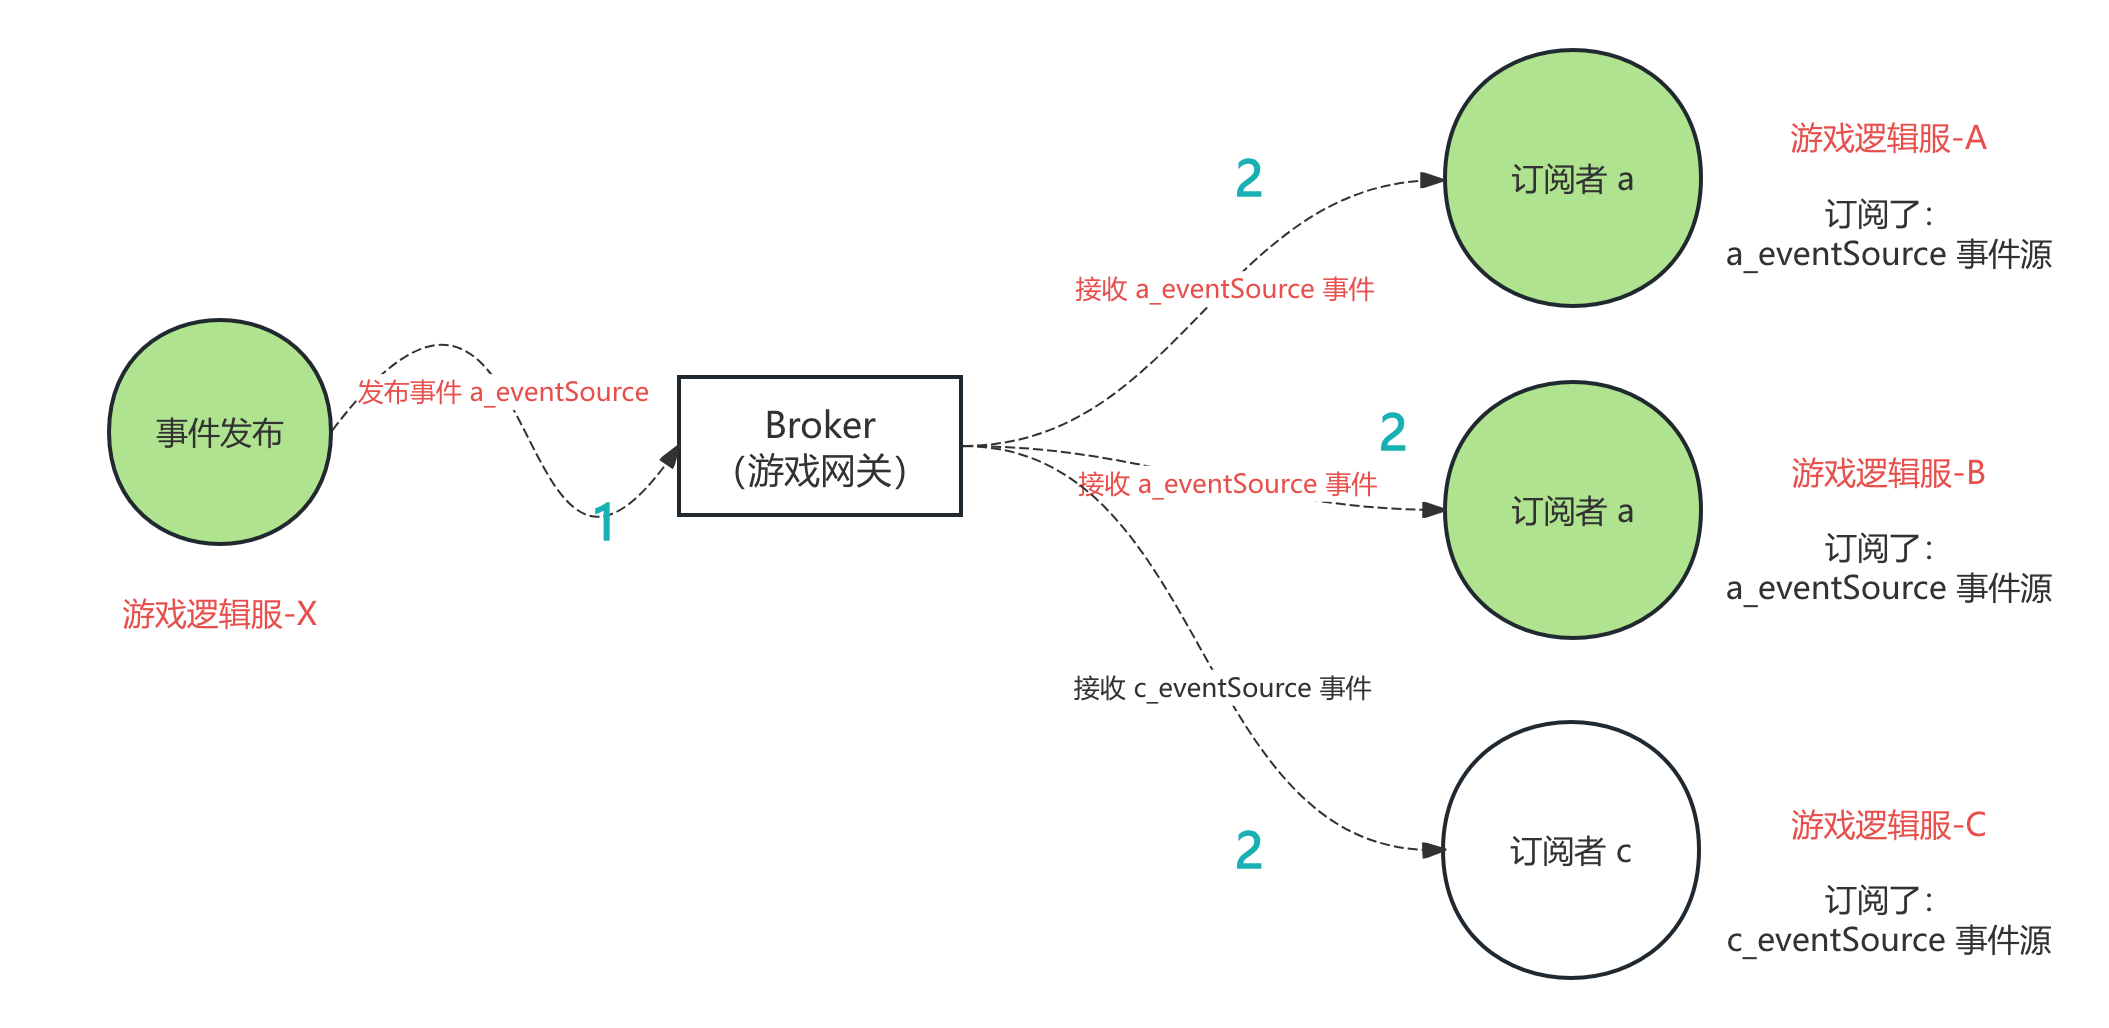 事件发布
游戏逻辑服-X
发布事件 a_eventSource
1
Broker
（游戏网关）
2
接收 a_eventSource 事件
订阅者 a
游戏逻辑服-A
订阅了：
a_eventSource 事件源
2
接收 a_eventSource 事件
订阅者 a
游戏逻辑服-B
订阅了：
a_eventSource 事件源
接收 c_eventSource 事件
2
订阅者 c
游戏逻辑服-C
订阅了：
c_eventSource 事件源